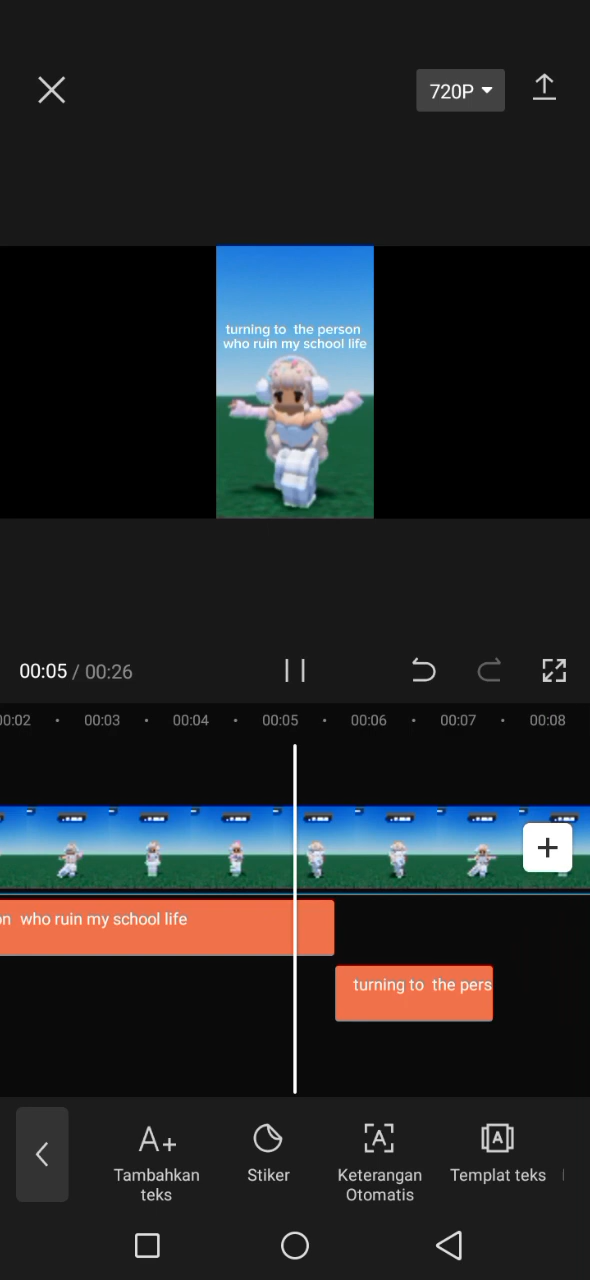 720P
turning to  the person
who ruin my school life
00:05 / 00:26
00:02 00:03 00:04 00:05 00:06 00:07 00:08
who ruin my school life
turning to  the pers
A+
Tambahkan teks
Stiker
A
Keterangan Otomatis
A
Templat teks